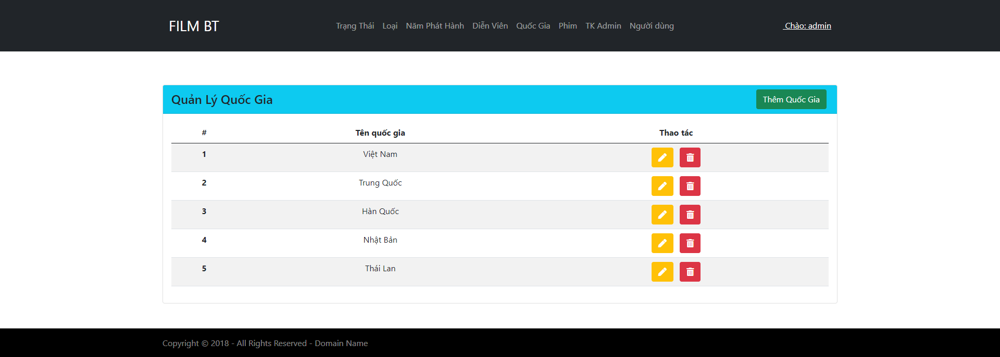 FILM BT
Trạng Thái Loại Năm Phát Hành Diễn Viên Quốc Gia Phim TK Admin Người dùng
Chào: admin
Quản Lý Quốc Gia
Thêm Quốc Gia
# Tên quốc gia Thao tác
1 Việt Nam
2 Trung Quốc
3 Hàn Quốc
4 Nhật Bản
5 Thái Lan
Copyright © 2018 - All Rights Reserved - Domain Name